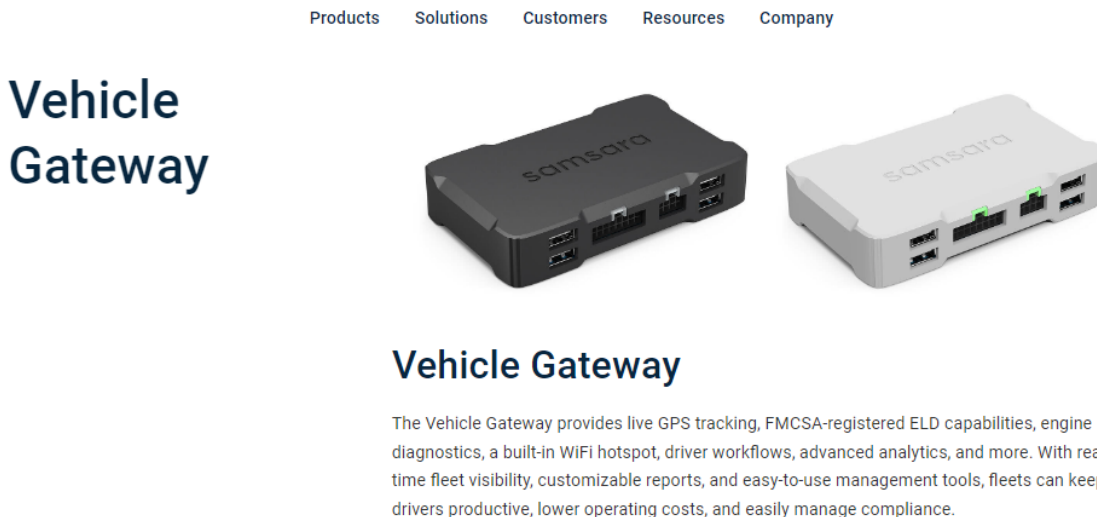 Products Solutions Customers Resources Company
Vehicle
Gateway
samsara samsara
Vehicle Gateway
The Vehicle Gateway provides live GPS tracking, FMCSA-registered ELD capabilities, engine
diagnostics, a built-in WiFi hotspot, driver workflows, advanced analytics, and more. With rea
time fleet visibility, customizable reports, and easy-to-use management tools, fleets can keep
drivers productive, lower operating costs, and easily manage compliance.